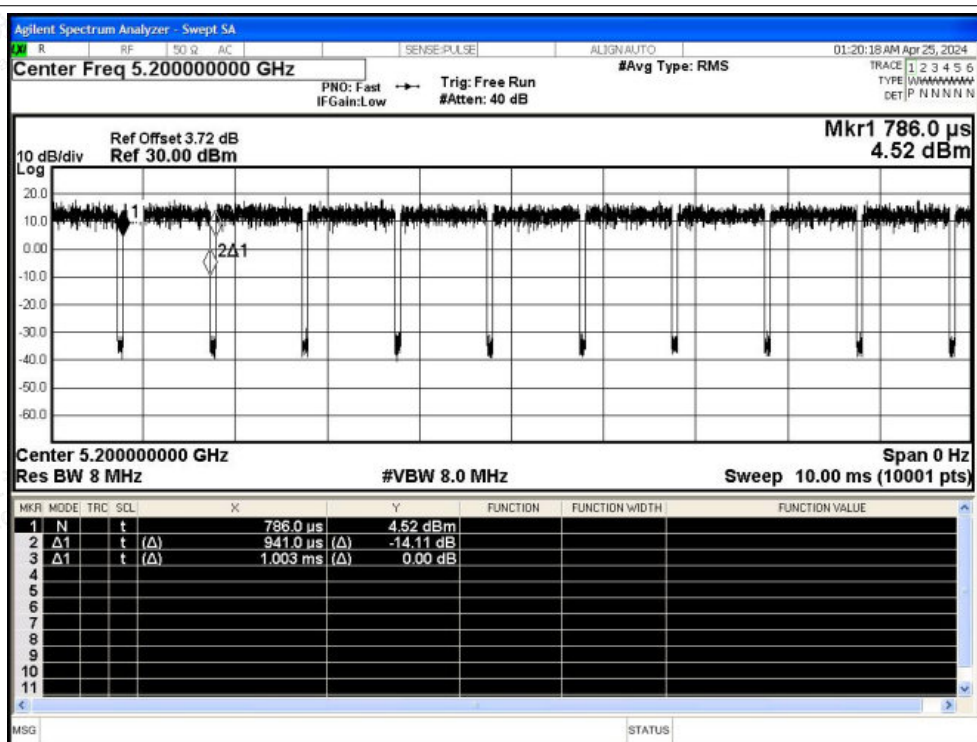 Agilent Spectrum Analyzer - Swept SA
LXI R RF 50 Ω AC SENSE:PULSE ALIGNAUTO 01:20:18 AM Apr 25, 2024
Center Freq 5.200000000 GHz
#Avg Type: RMS
TRACE 1 2 3 4 5 6
PNO: Fast Trig: Free Run
TYPE
IFGain:Low #Atten: 40 dB
DET P N N N N N
Mkr1 786.0 µs
Ref Offset 3.72 dB
10 dB/div Ref 30.00 dBm 4.52 dBm
Log
20.0
10.0
0.00
-10.0
-20.0
-30.0
-40.0
-50.0
-60.0
1
2Δ1
Center 5.200000000 GHz Span 0 Hz
Res BW 8 MHz #VBW 8.0 MHz Sweep 10.00 ms (10001 pts)
MKR MODE TRC SCL X Y FUNCTION FUNCTION WIDTH FUNCTION VALUE
1 N t 786.0 µs 4.52 dBm
2 Δ1 t (Δ) 941.0 µs (Δ) -14.11 dB
3 Δ1 t (Δ) 1.003 ms (Δ) 0.00 dB
4
5
6
7
8
9
10
11
MSG STATUS